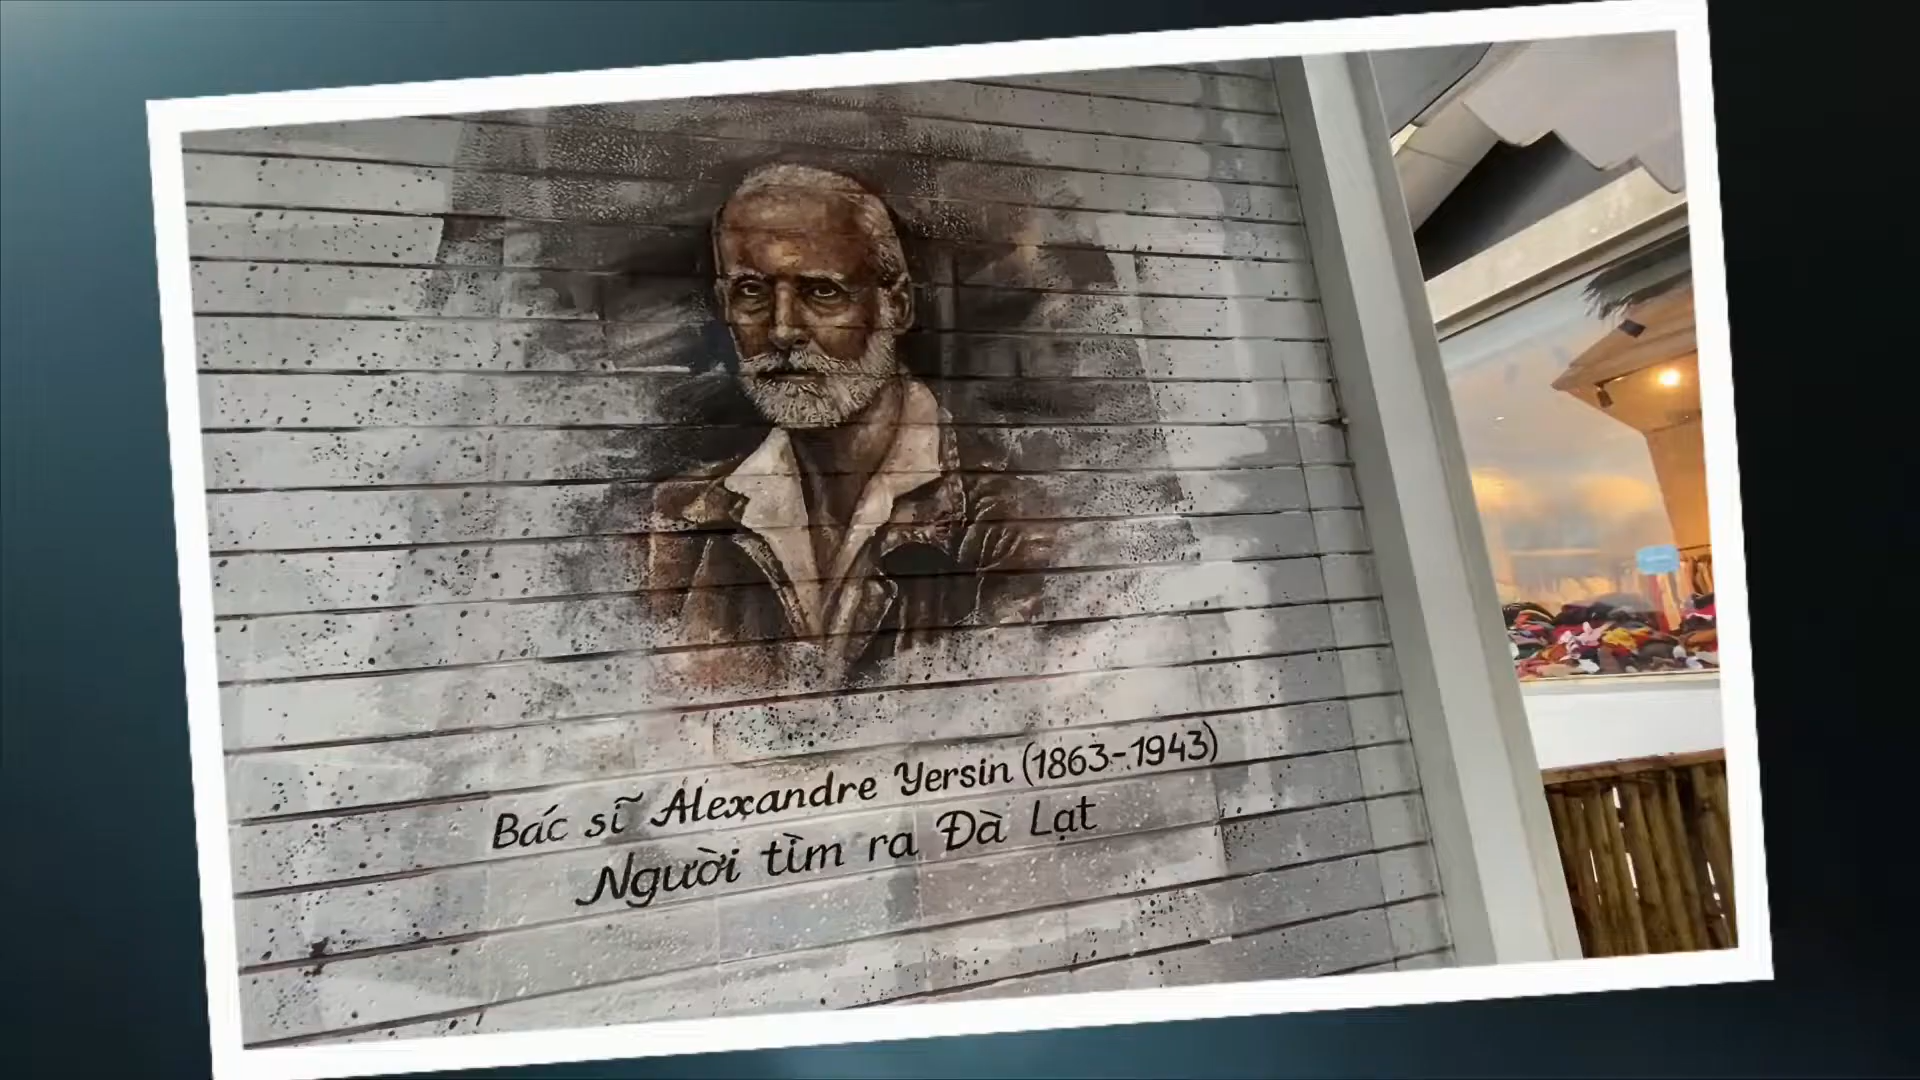 Bác sĩ Alexandre Yersin (1863-1943)
Người tìm ra Đà Lạt